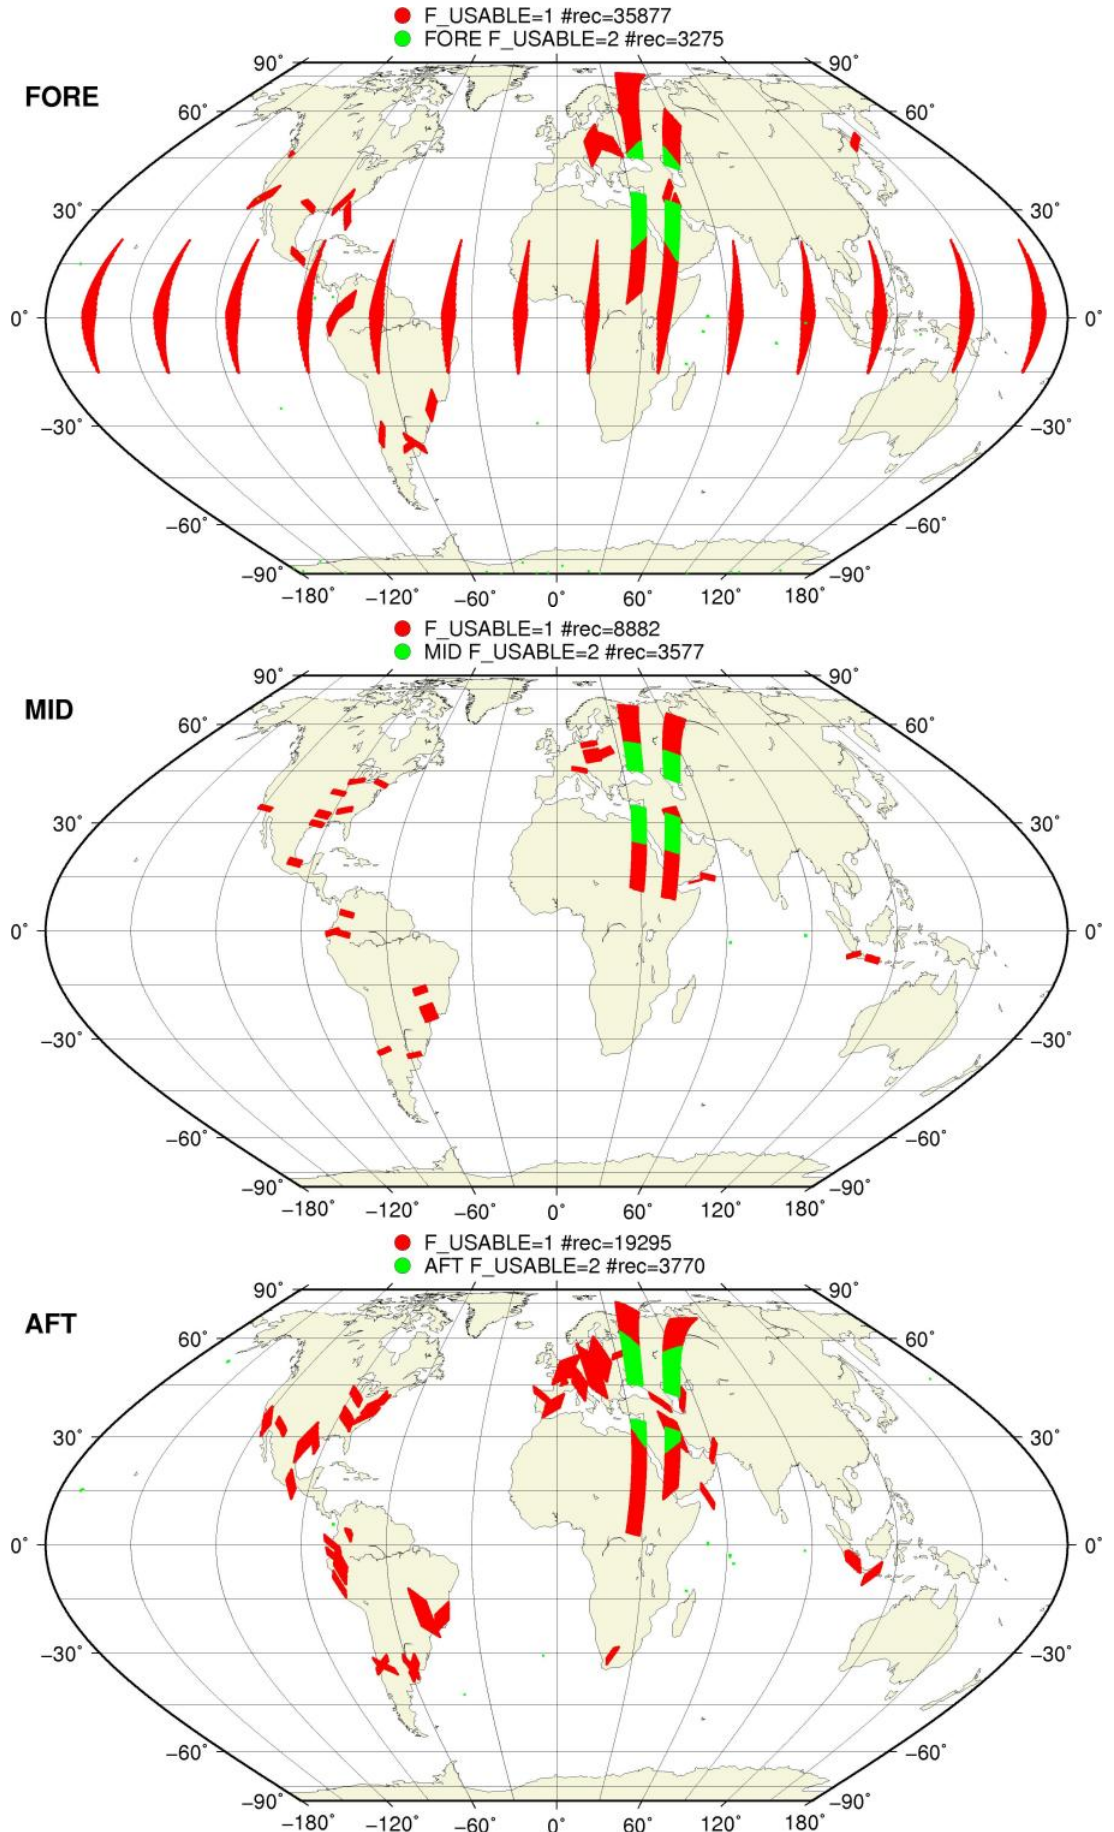 F_USABLE=1 #rec=35877
FORE F_USABLE=2 #rec=3275
FORE
90˚ 90˚
60˚ 60˚
30˚ 30˚
0˚ 0˚
−30˚ −30˚
−60˚ −60˚
−90˚ −90˚
−180˚ −120˚ −60˚ 0˚ 60˚ 120˚ 180˚
F_USABLE=1 #rec=8882
MID F_USABLE=2 #rec=3577
MID
90˚ 90˚
60˚ 60˚
30˚ 30˚
0˚ 0˚
−30˚ −30˚
−60˚ −60˚
−90˚ −90˚
−180˚ −120˚ −60˚ 0˚ 60˚ 120˚ 180˚
F_USABLE=1 #rec=19295
AFT F_USABLE=2 #rec=3770
AFT
90˚ 90˚
60˚ 60˚
30˚ 30˚
0˚ 0˚
−30˚ −30˚
−60˚ −60˚
−90˚ −90˚
−180˚ −120˚ −60˚ 0˚ 60˚ 120˚ 180˚